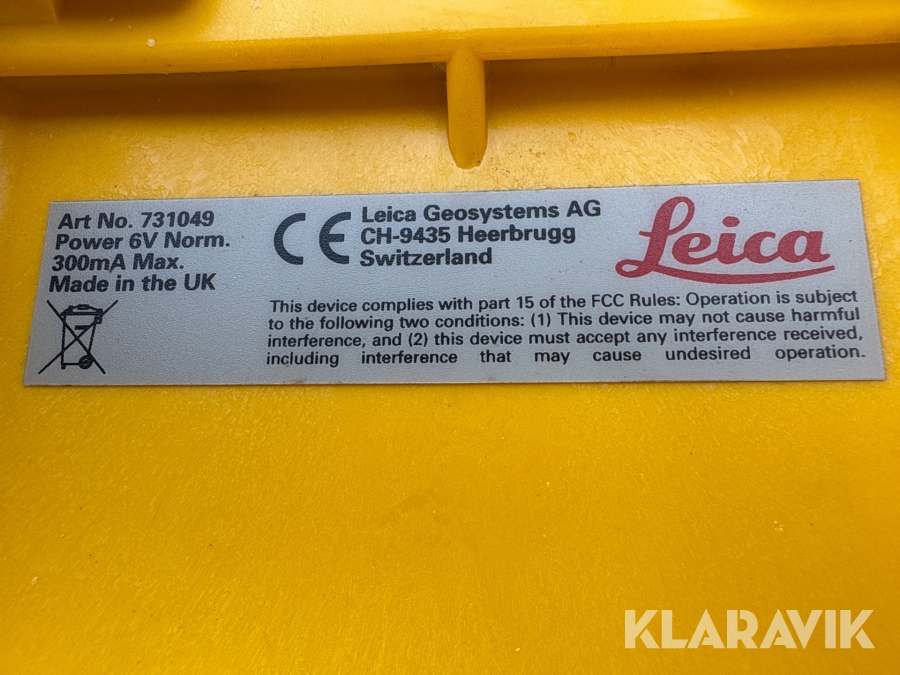 Art No. 731049
Power 6V Norm.
300mA Max.
Made in the UK
CE
Leica Geosystems AG
CH-9435 Heerbrugg
Switzerland
Leica
This device complies with part 15 of the FCC Rules: Operation is subject
to the following two conditions: (1) This device may not cause harmful
interference, and (2) this device must accept any interference received,
including interference that may cause undesired operation.
KLARAVIK